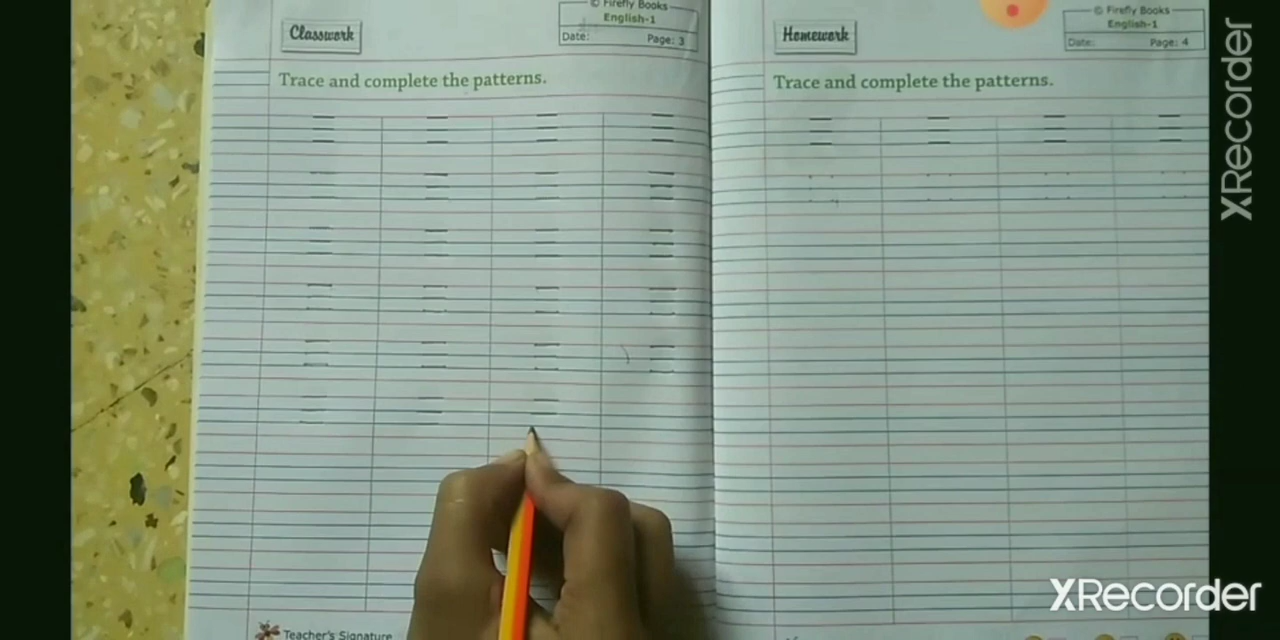 Classwork
© Firefly Books
English-1
Date:
Page: 3
Trace and complete the patterns.
Teacher's Signature
Homework
© Firefly Books
English-1
Date:
Page: 4
Trace and complete the patterns.
XRecorder
XRecorder